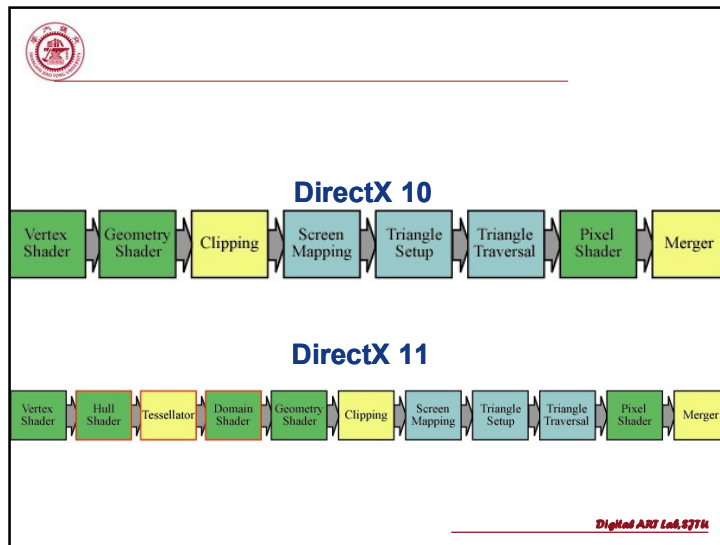 DirectX 10
Vertex
Shader
Geometry
Shader
Clipping
Screen
Mapping
Triangle
Setup
Triangle
Traversal
Pixel
Shader
Merger
DirectX 11
Vertex
Shader
Hull
Shader
Tessellator
Domain
Shader
Geometry
Shader
Clipping
Screen
Mapping
Triangle
Setup
Triangle
Traversal
Pixel
Shader
Merger
Digital ART Lab,SJTU